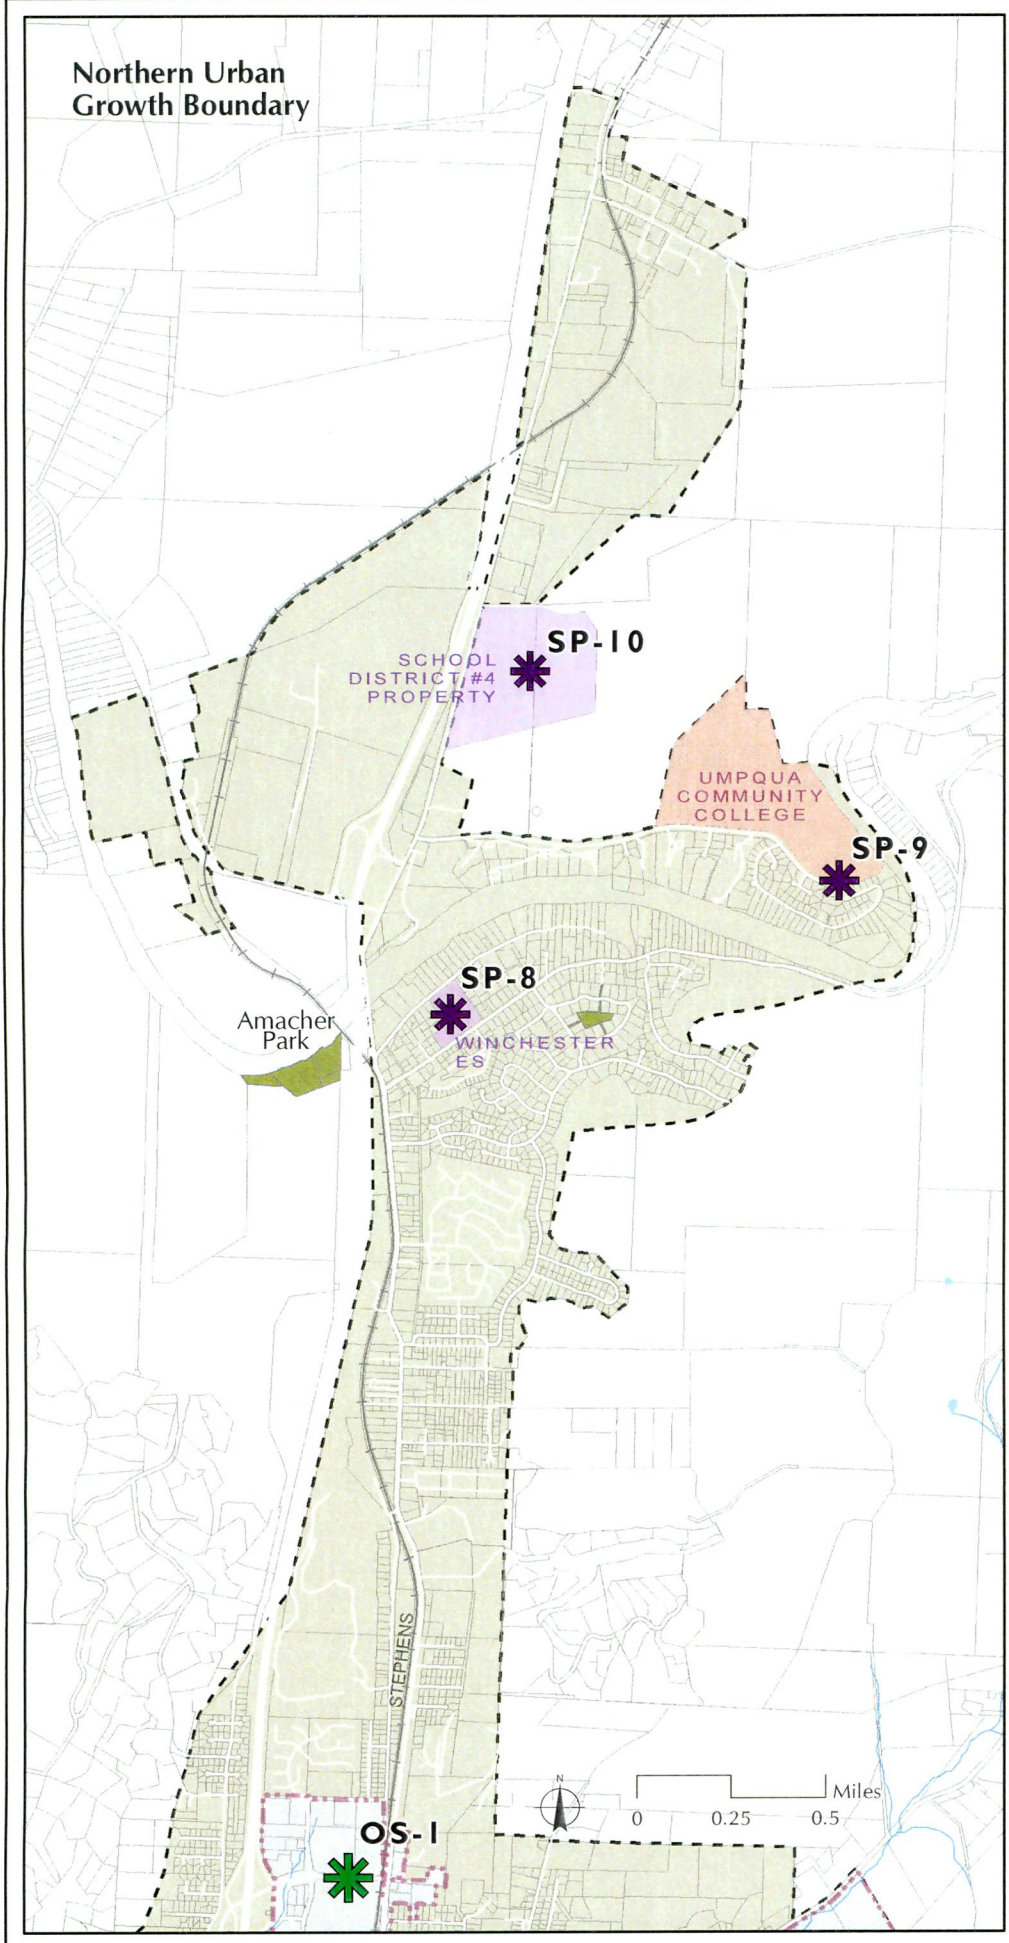 Northern Urban
Growth Boundary
SP-10
SCHOOL
DISTRICT #4
PROPERTY
UMPQUA
COMMUNITY
COLLEGE
SP-9
SP-8
Amacher
Park
WINCHESTER
ES
STEPHENS
N
Miles
0 0.25 0.5
OS-1